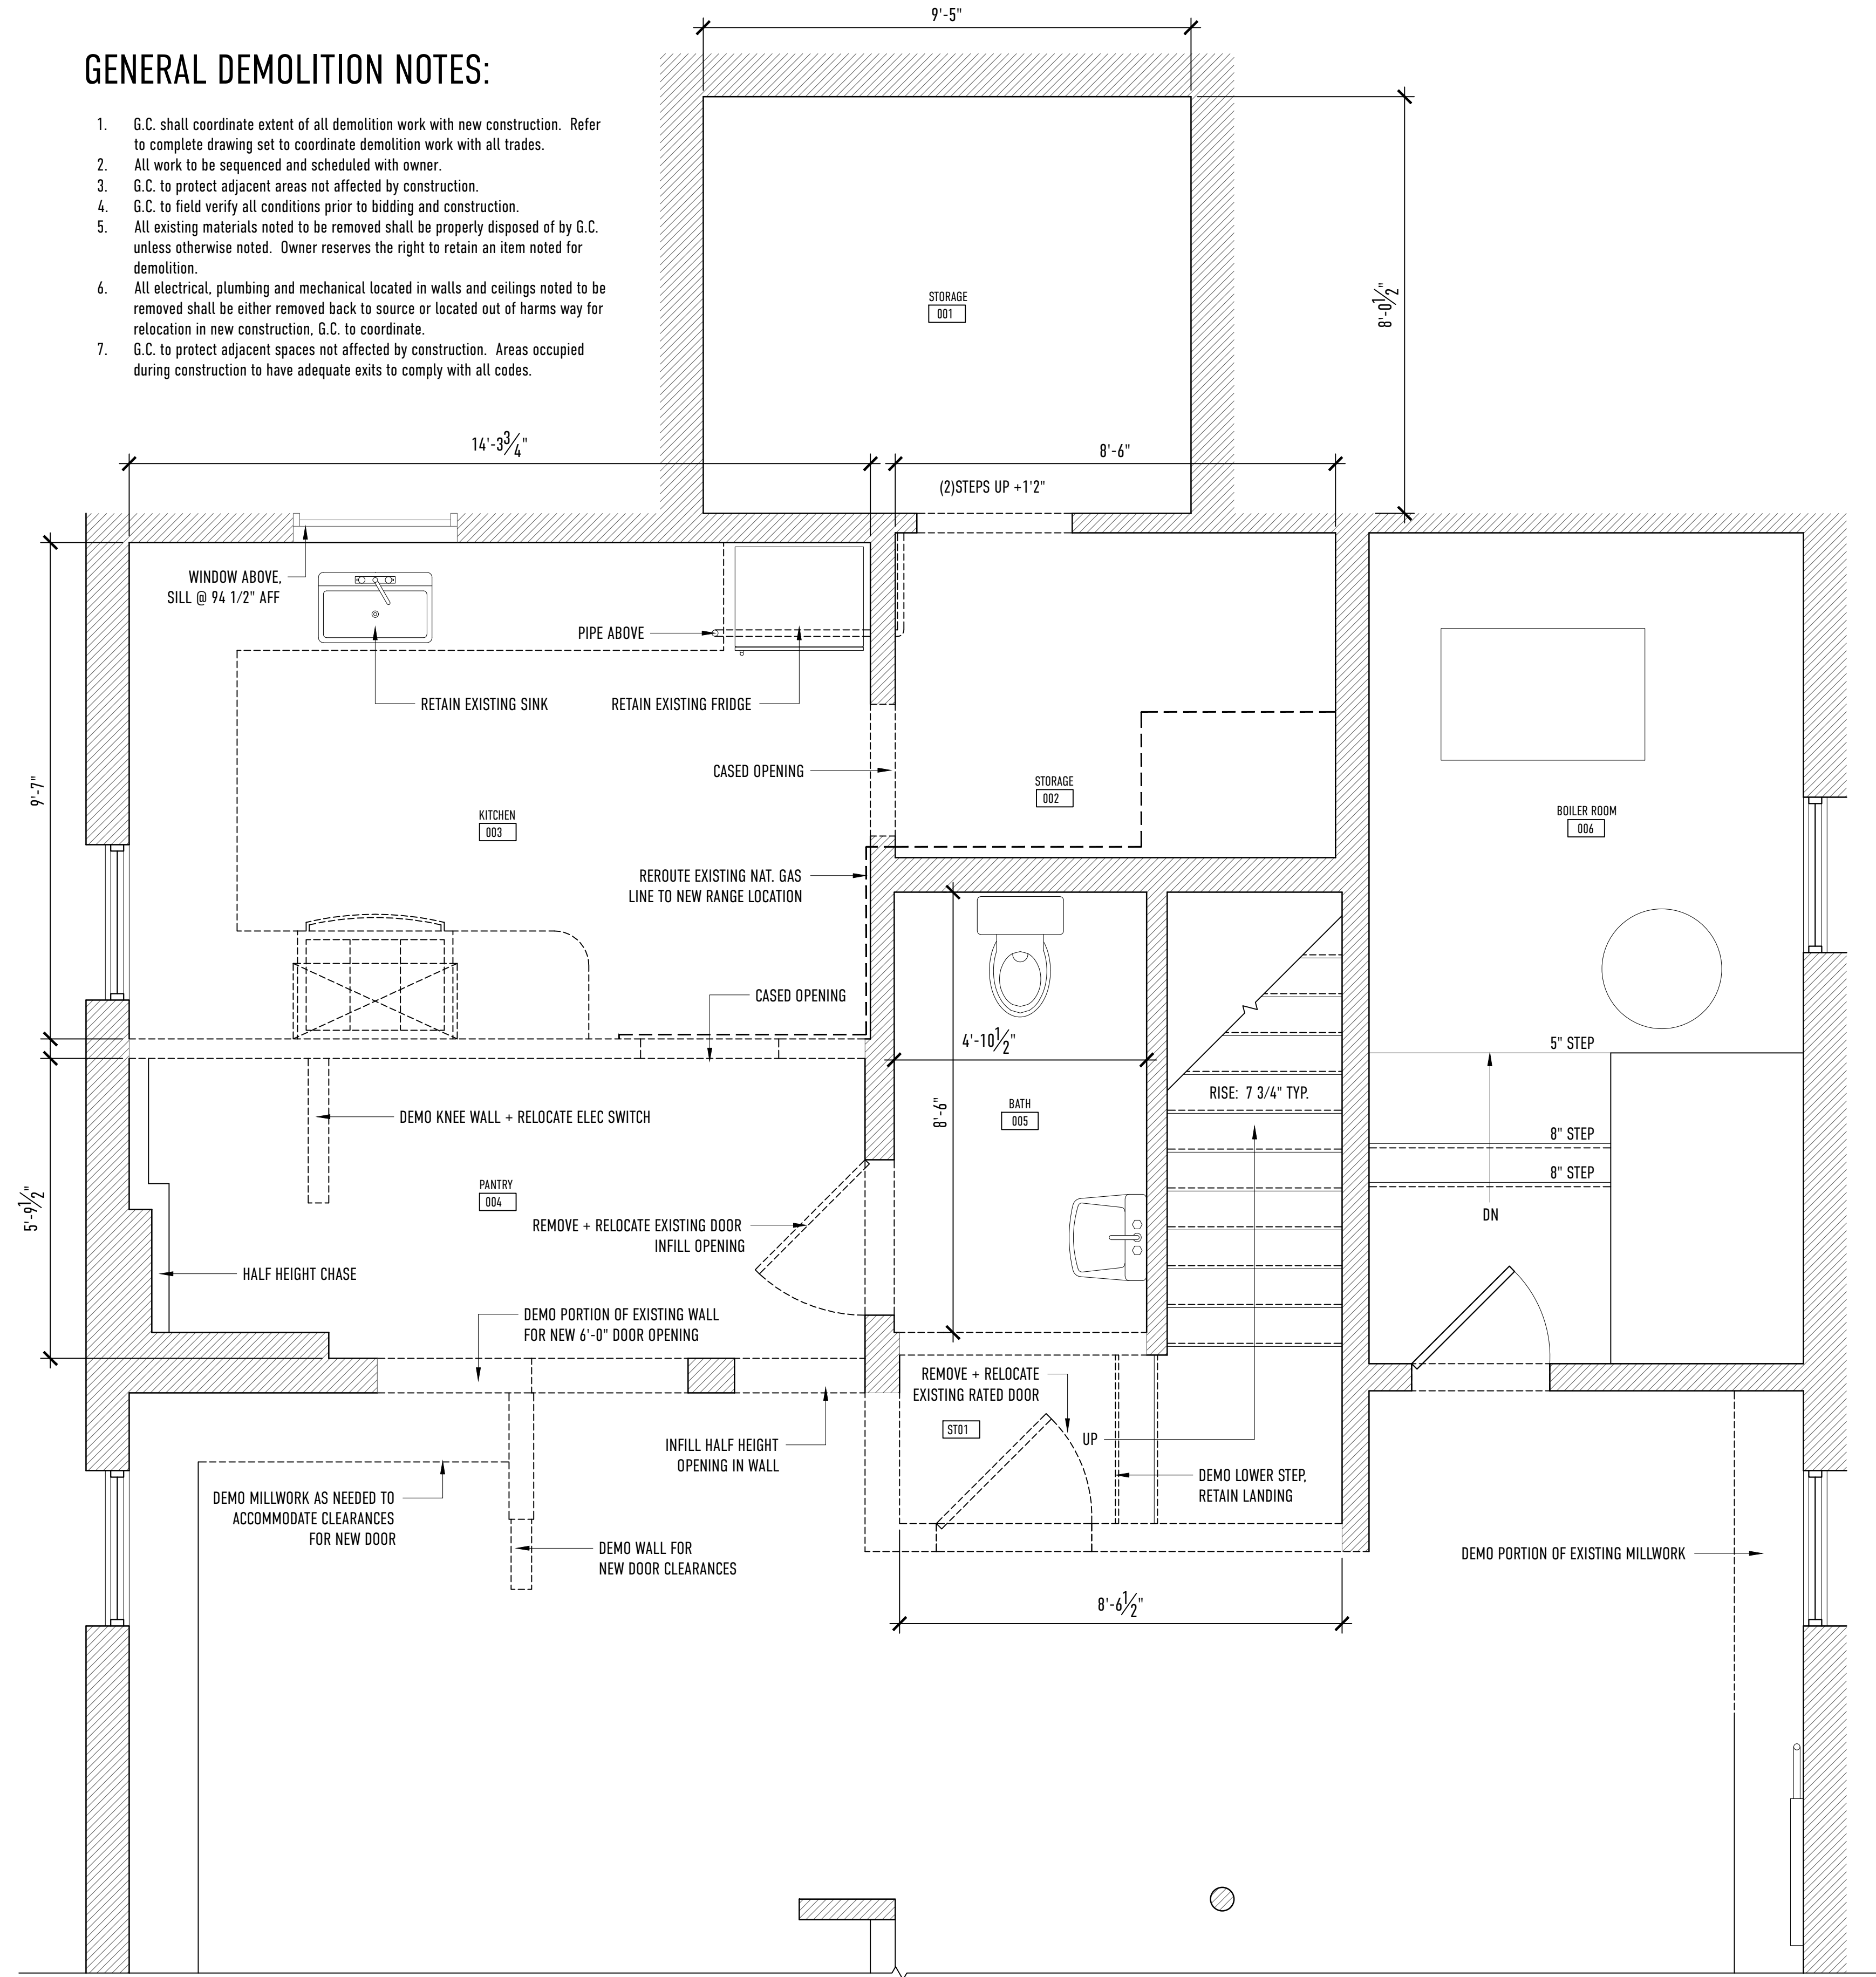 9'-5"
GENERAL DEMOLITION NOTES:
1. G.C. shall coordinate extent of all demolition work with new construction. Refer
to complete drawing set to coordinate demolition work with all trades.
2. All work to be sequenced and scheduled with owner.
3. G.C. to protect adjacent areas not affected by construction.
4. G.C. to field verify all conditions prior to bidding and construction.
5. All existing materials noted to be removed shall be properly disposed of by G.C.
unless otherwise noted. Owner reserves the right to retain an item noted for
demolition.
6. All electrical, plumbing and mechanical located in walls and ceilings noted to be
removed shall be either removed back to source or located out of harms way for
relocation in new construction, G.C. to coordinate.
7. G.C. to protect adjacent spaces not affected by construction. Areas occupied
during construction to have adequate exits to comply with all codes.
STORAGE
001
8'-0 1/2"
14'-3 3/4"
8'-6"
(2)STEPS UP +1'2"
WINDOW ABOVE,
SILL @ 94 1/2" AFF
PIPE ABOVE
RETAIN EXISTING SINK
RETAIN EXISTING FRIDGE
CASED OPENING
STORAGE
002
9'-7"
KITCHEN
003
BOILER ROOM
006
REROUTE EXISTING NAT. GAS
LINE TO NEW RANGE LOCATION
CASED OPENING
4'-10 1/2"
5" STEP
RISE: 7 3/4" TYP.
DEMO KNEE WALL + RELOCATE ELEC SWITCH
8'-6"
BATH
005
8" STEP
8" STEP
5'-9 1/2"
PANTRY
004
DN
REMOVE + RELOCATE EXISTING DOOR
INFILL OPENING
HALF HEIGHT CHASE
DEMO PORTION OF EXISTING WALL
FOR NEW 6'-0" DOOR OPENING
REMOVE + RELOCATE
EXISTING RATED DOOR
ST01
UP
INFILL HALF HEIGHT
OPENING IN WALL
DEMO LOWER STEP,
RETAIN LANDING
DEMO MILLWORK AS NEEDED TO
ACCOMMODATE CLEARANCES
FOR NEW DOOR
DEMO WALL FOR
NEW DOOR CLEARANCES
DEMO PORTION OF EXISTING MILLWORK
8'-6 1/2"